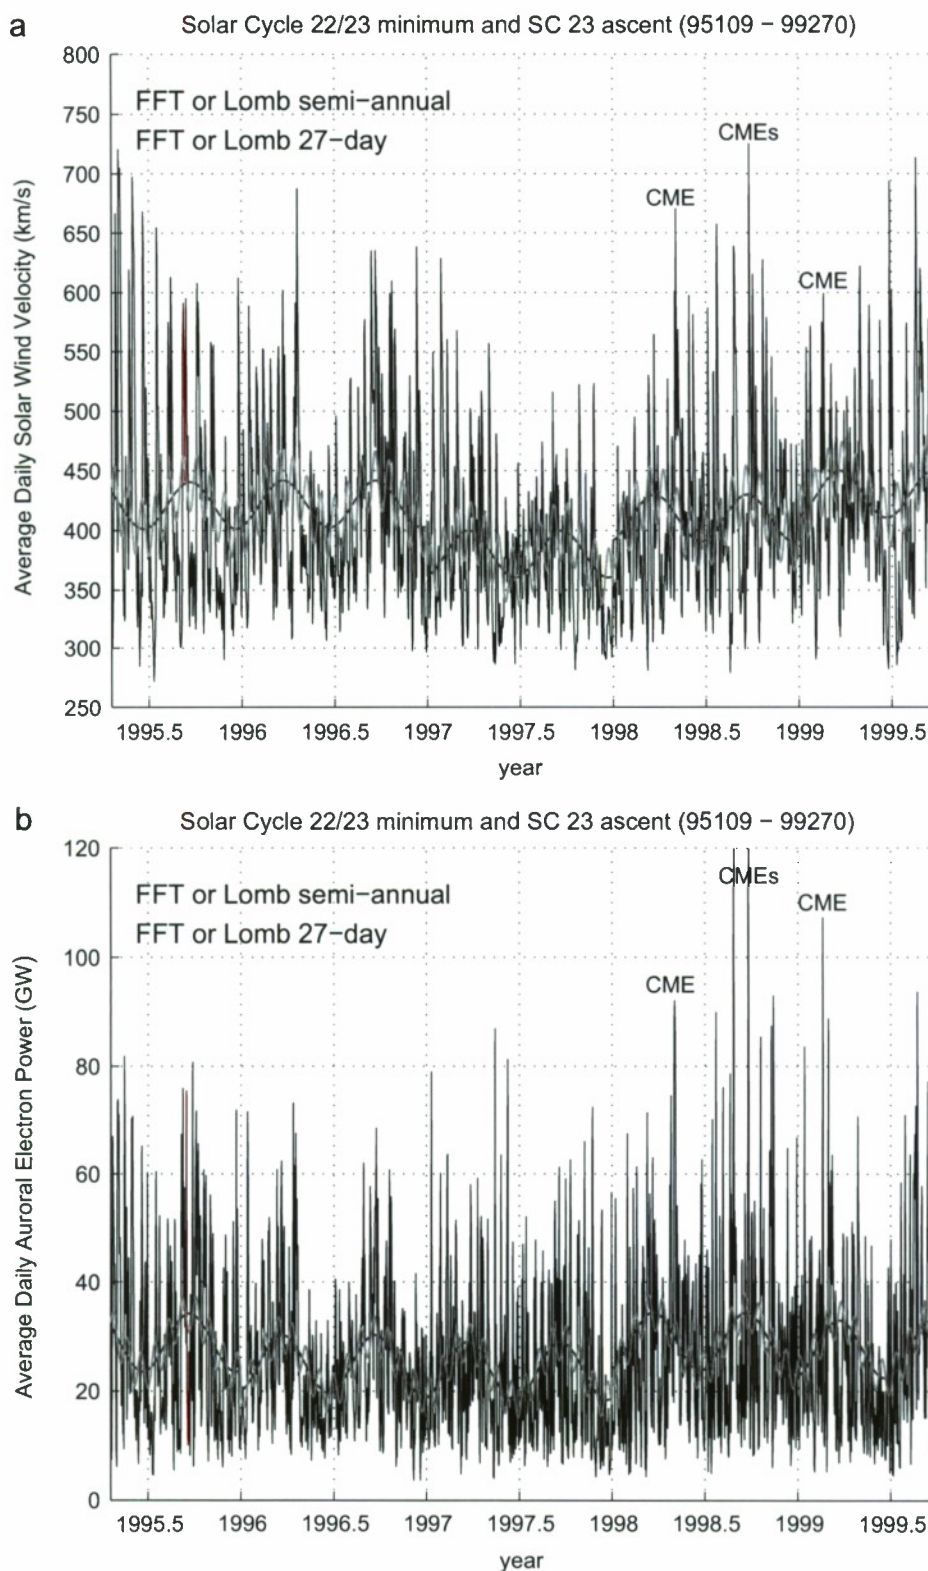 a
Solar Cycle 22/23 minimum and SC 23 ascent (95109 − 99270)
800
750
700
650
600
550
500
450
400
350
300
250
Average Daily Solar Wind Velocity (km/s)
FFT or Lomb semi−annual
FFT or Lomb 27−day
CMEs
CME
CME
1995.5 1996 1996.5 1997 1997.5 1998 1998.5 1999 1999.5
year
b
Solar Cycle 22/23 minimum and SC 23 ascent (95109 − 99270)
120
100
80
60
40
20
0
Average Daily Auroral Electron Power (GW)
FFT or Lomb semi−annual
FFT or Lomb 27−day
CMEs
CME
CME
1995.5 1996 1996.5 1997 1997.5 1998 1998.5 1999 1999.5
year